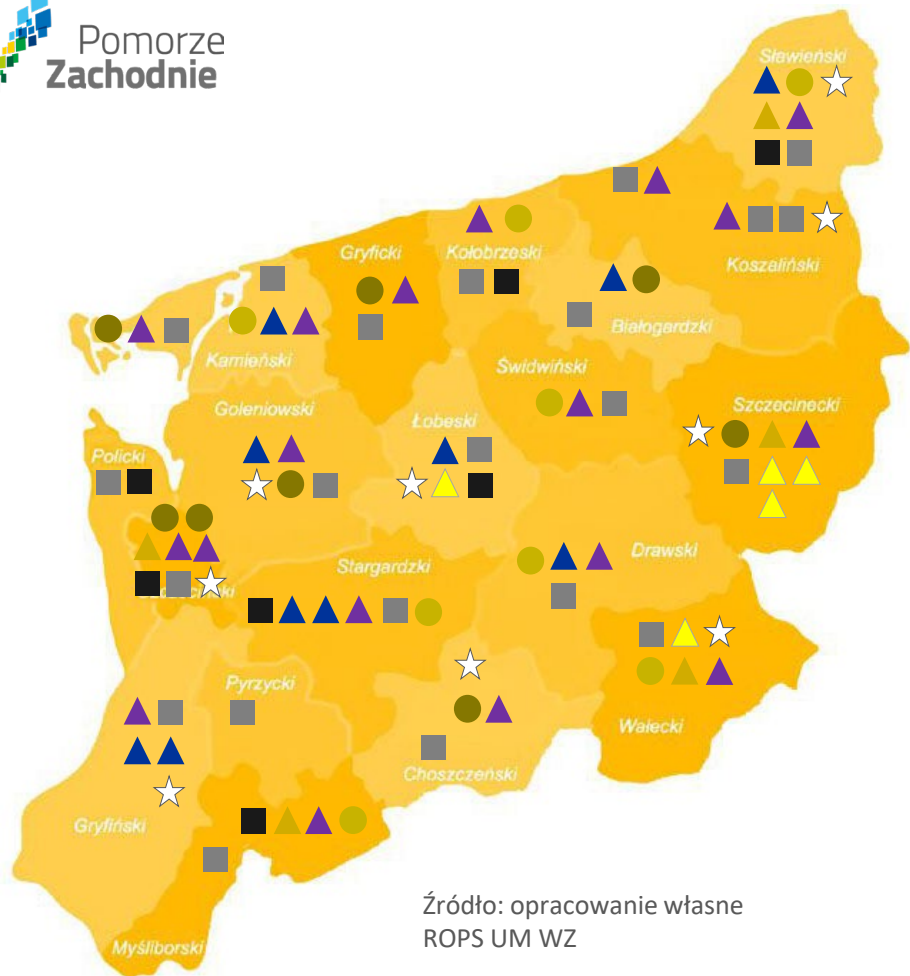 Pomorze
Zachodnie
Sławieński
Gryficki
Kołobrzeski
Koszaliński
Białogardzki
Kamieński
Świdwiński
Goleniowski
Łobeski
Szczecinecki
Policki
Drawski
Stargardzki
Pyrzycki
Wałecki
Choszczeński
Gryfiński
Źródło: opracowanie własne
ROPS UM WZ
Myśliborski